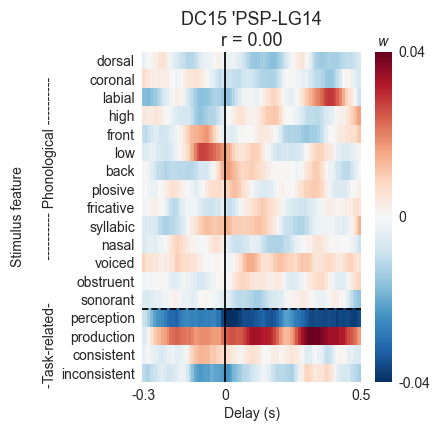 DC15 'PSP-LG14
r = 0.00
w
dorsal
coronal
labial
high
front
low
back
plosive
fricative
syllabic
nasal
voiced
obstruent
sonorant
perception
production
consistent
inconsistent
Stimulus feature
-Task-related-
---------- Phonological ----------
-0.3
0
0.5
Delay (s)
0.04
0
-0.04